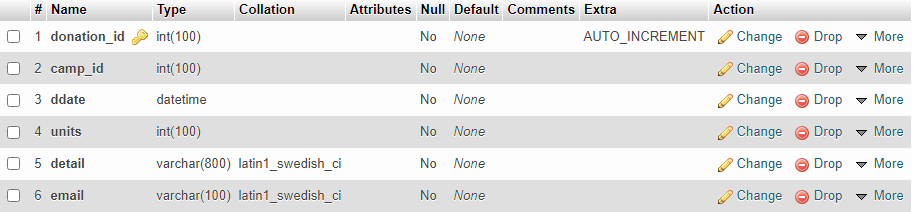 # Name Type Collation Attributes Null Default Comments Extra Action
1 donation_id int(100) No None AUTO_INCREMENT Change Drop More
2 camp_id int(100) No None Change Drop More
3 ddate datetime No None Change Drop More
4 units int(100) No None Change Drop More
5 detail varchar(800) latin1_swedish_ci No None Change Drop More
6 email varchar(100) latin1_swedish_ci No None Change Drop More